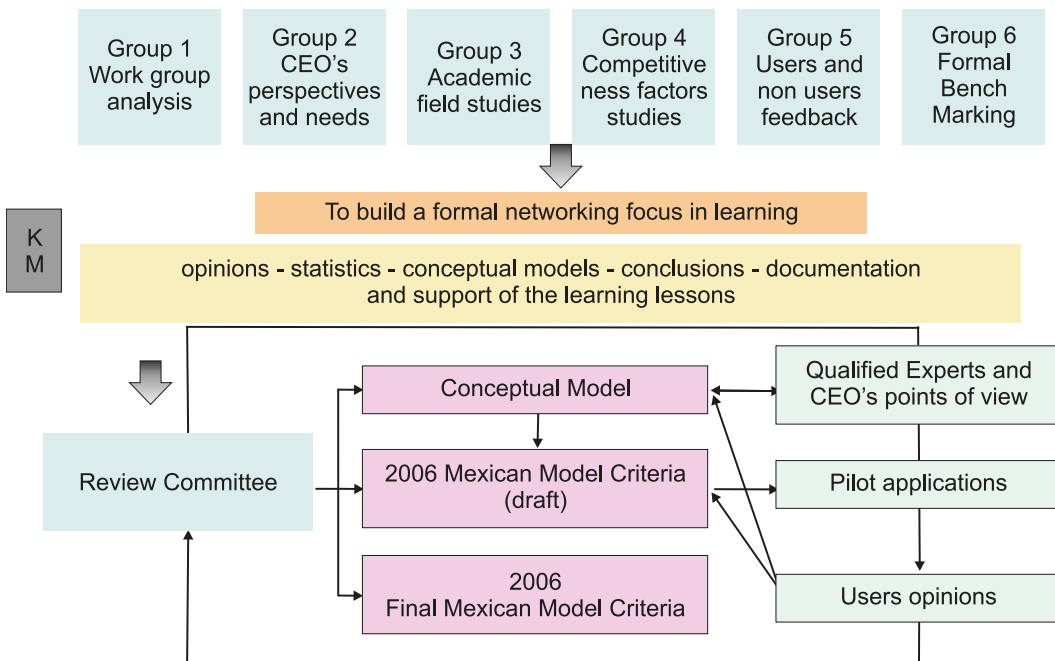 Group 1
Work group
analysis
Group 2
CEO's
perspectives
and needs
Group 3
Academic
field studies
Group 4
Competitive
ness factors
studies
Group 5
Users and
non users
feedback
Group 6
Formal
Bench
Marking
To build a formal networking focus in learning
K
M
opinions - statistics - conceptual models - conclusions - documentation
and support of the learning lessons
Conceptual Model
Qualified Experts and
CEO's points of view
Review Committee
2006 Mexican Model Criteria
(draft)
Pilot applications
2006
Final Mexican Model Criteria
Users opinions